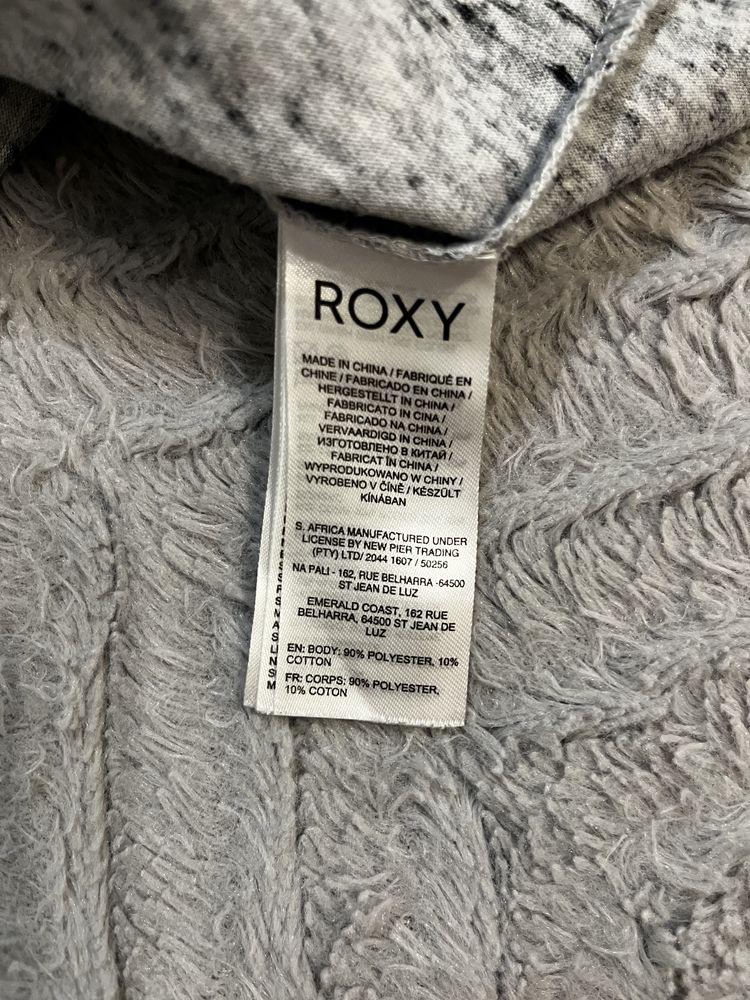 ROXY
MADE IN CHINA / FABRIQUÉ EN
CHINE / FABRICADO EN CHINA /
HERGESTELLT IN CHINA /
FABBRICATO IN CINA /
FABRICADO NA CHINA /
VERVAARDIGD IN CHINA /
ИЗГОТОВЛЕНО В КИТАЙ /
FABRICAT ÎN CHINA /
WYPRODUKOWANO W CHINY /
VYROBENO V ČÍNĚ / KÉSZÜLT
KÍNÁBAN
S. AFRICA MANUFACTURED UNDER
LICENSE BY NEW PIER TRADING
(PTY) LTD/ 2044 1607 / 50256
NA PALI - 162, RUE BELHARRA -64500
ST JEAN DE LUZ
EMERALD COAST, 162 RUE
BELHARRA, 64500 ST JEAN DE
LUZ
EN: BODY: 90% POLYESTER, 10%
COTTON
FR: CORPS: 90% POLYESTER,
10% COTON